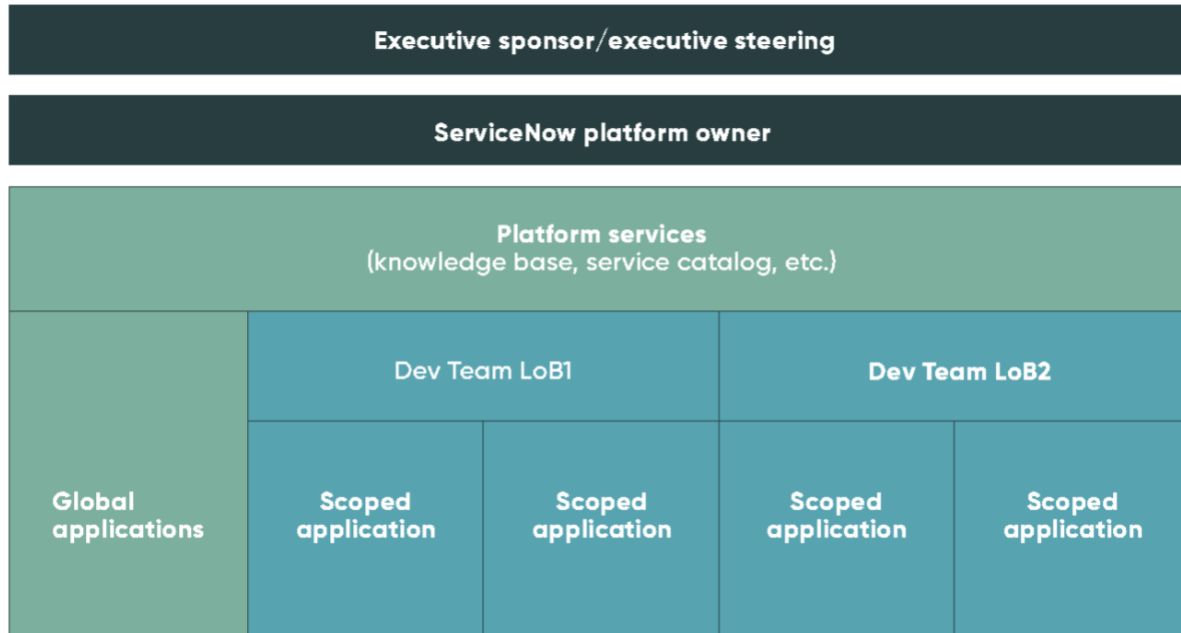 Executive sponsor/executive steering
ServiceNow platform owner
Platform services
(knowledge base, service catalog, etc.)
Dev Team LoB1
Dev Team LoB2
Global
applications
Scoped
application
Scoped
application
Scoped
application
Scoped
application